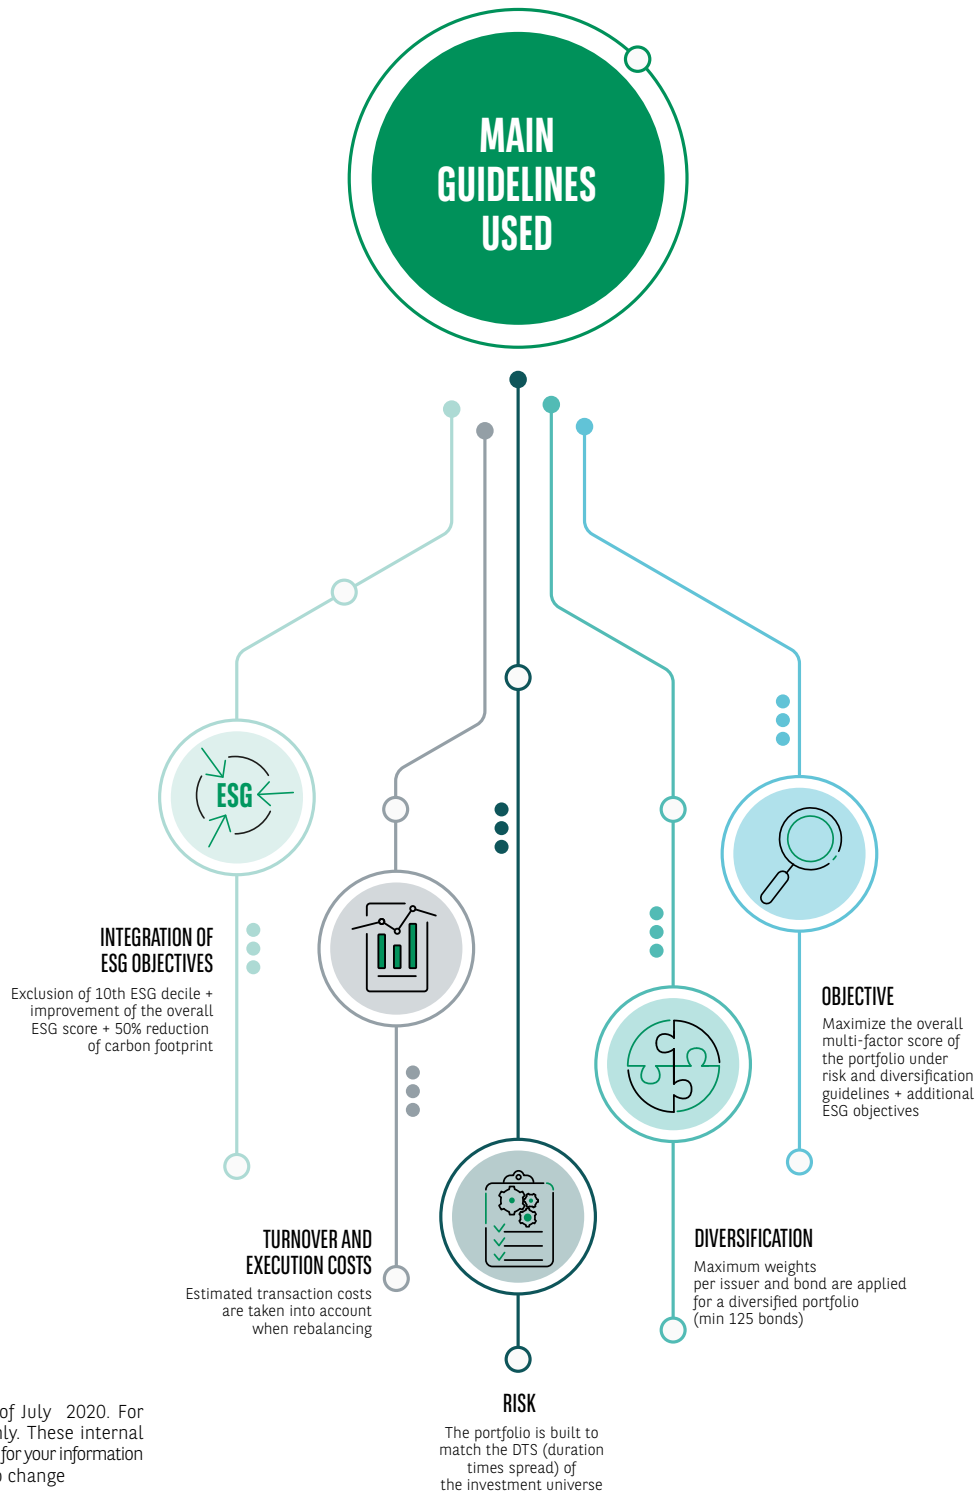 MAIN
GUIDELINES
USED
ESG
INTEGRATION OF
ESG OBJECTIVES
Exclusion of 10th ESG decile +
improvement of the overall
ESG score + 50% reduction
of carbon footprint
OBJECTIVE
Maximize the overall
multi-factor score of
the portfolio under
risk and diversification
guidelines + additional
ESG objectives
TURNOVER AND
EXECUTION COSTS
Estimated transaction costs
are taken into account
when rebalancing
DIVERSIFICATION
Maximum weights
per issuer and bond are applied
for a diversified portfolio
(min 125 bonds)
RISK
The portfolio is built to
match the DTS (duration
times spread) of
the investment universe
of July 2020. For
These internal
for your information
change